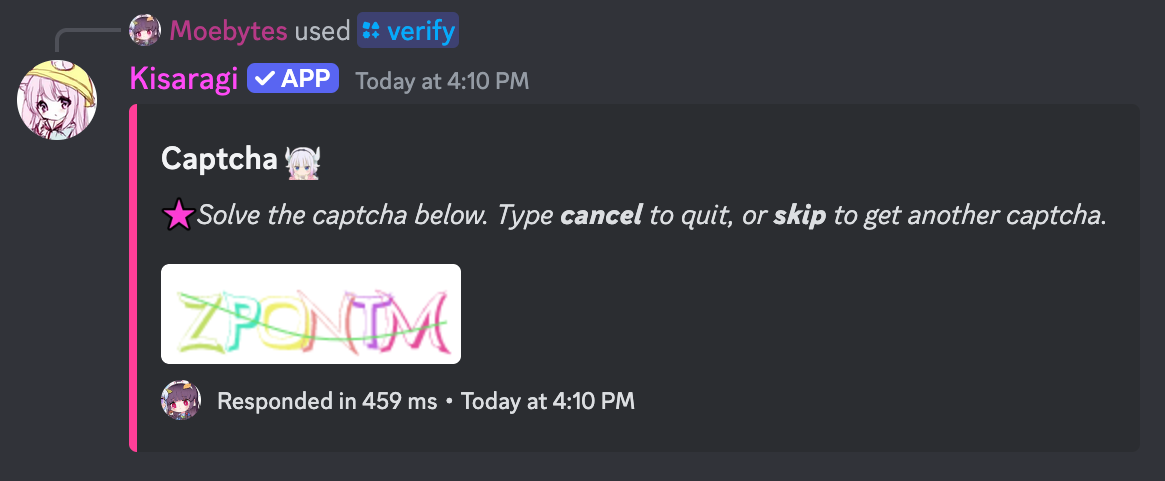 Moebytes used verify
Kisaragi APP Today at 4:10 PM
Captcha
Solve the captcha below. Type cancel to quit, or skip to get another captcha.
Responded in 459 ms • Today at 4:10 PM